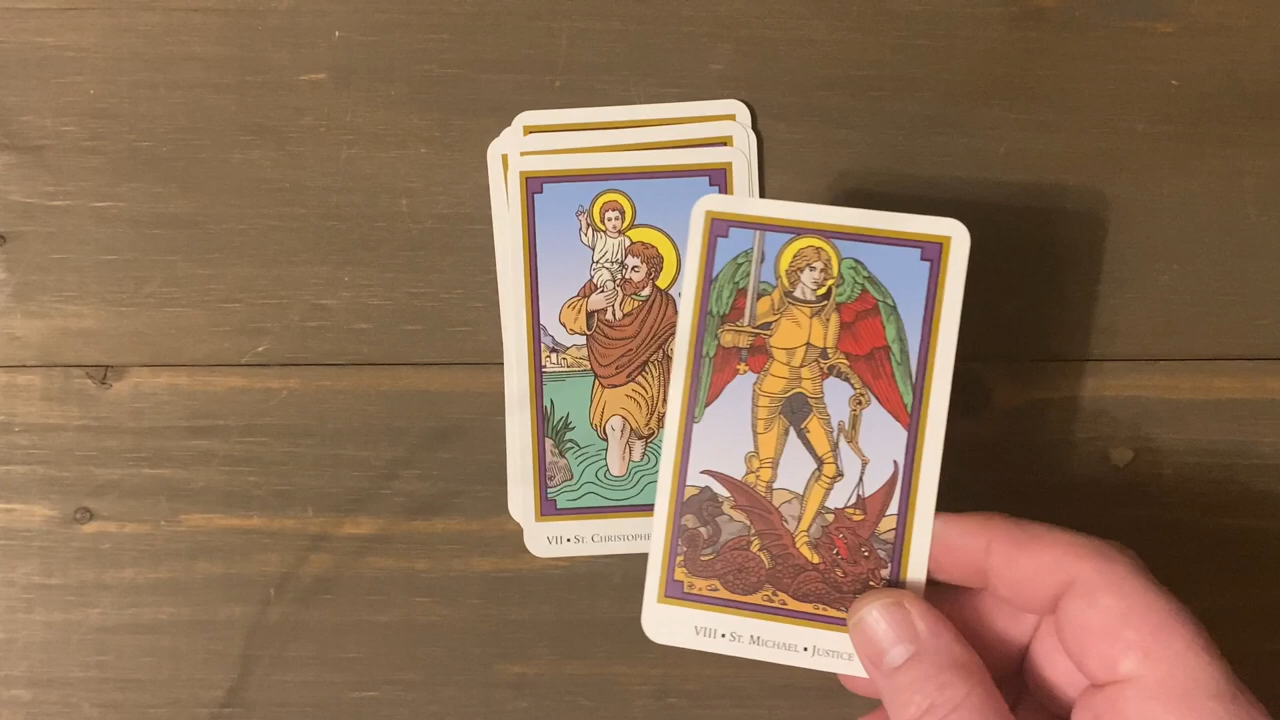 VII ▪ St. Christophe
VIII ▪ St. Michael ▪ Justice